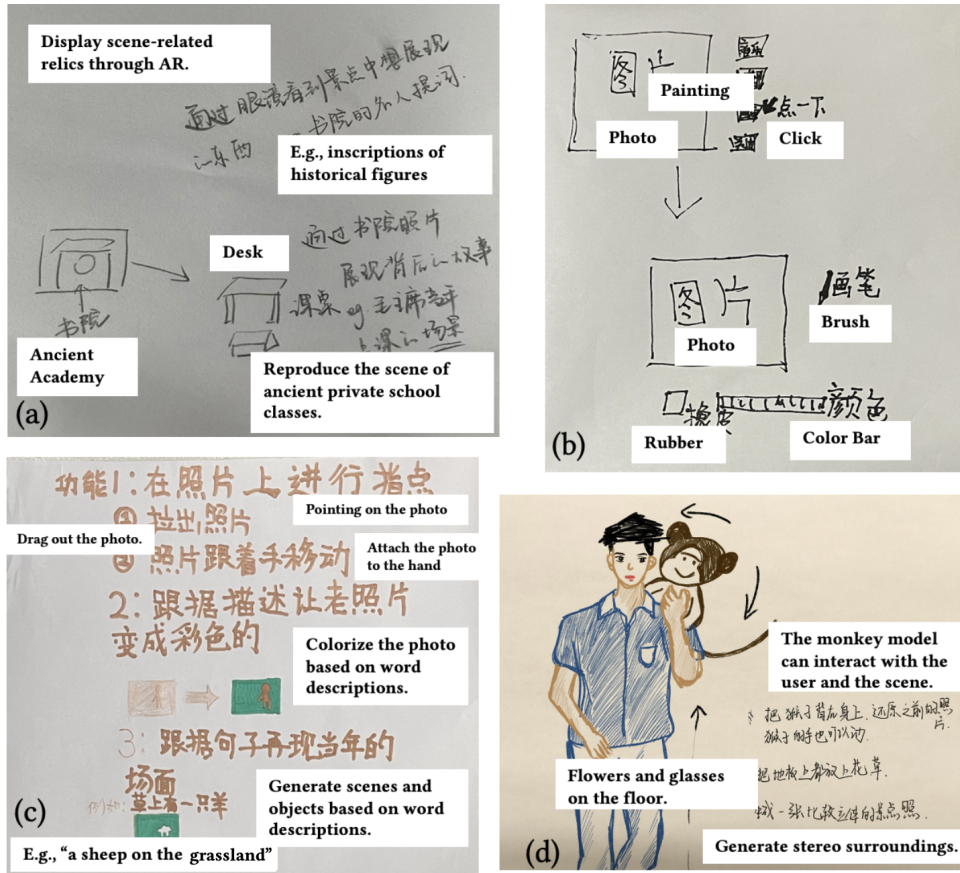 Display scene-related
relics through AR.
通过眼镜看到景点中想展现
的东西
书院的名人提词.
E.g., inscriptions of
historical figures
Desk
通过书院照片
展现背后的故事
课桌
eg 毛主席当年
上课的场景
书院
Ancient
Academy
Reproduce the scene of
ancient private school
classes.
(a)
图片
Painting
Photo
点一下
Click
图片
Photo
画笔
Brush
橡皮
颜色
Rubber
Color Bar
(b)
功能1:在照片上进行指点
Pointing on the photo
① 拉出照片
Drag out the photo.
② 照片跟着手移动
Attach the photo
to the hand
2:跟据描述让老照片
变成彩色的
Colorize the photo
based on word
descriptions.
3:跟据句子再现当年的
场面
例如:草上有一只羊
Generate scenes and
objects based on word
descriptions.
E.g., “a sheep on the grassland”
(c)
The monkey model
can interact with the
user and the scene.
把猴子背在身上,还原之前的照片.
猴子的手也可以动.
Flowers and glasses
on the floor.
把地板上都放上花草.
一张比较立体的景点照.
Generate stereo surroundings.
(d)